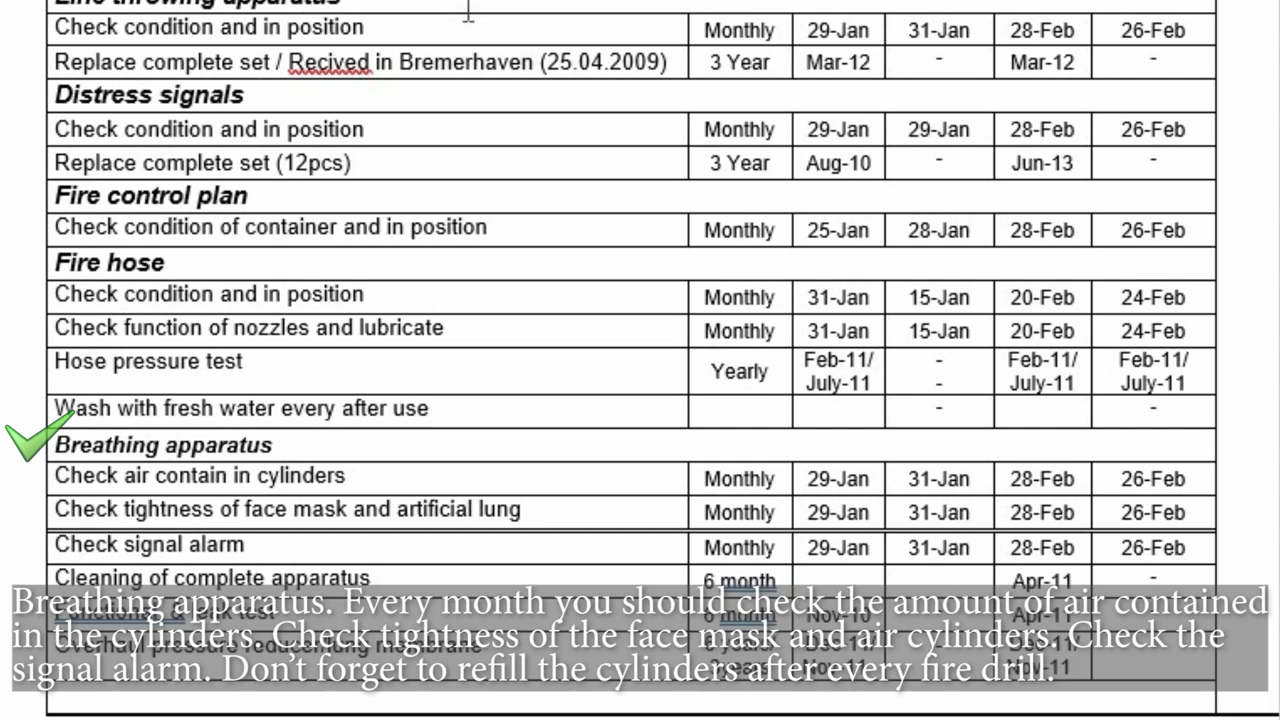 Line throwing apparatus
Check condition and in position Monthly 29-Jan 31-Jan 28-Feb 26-Feb
Replace complete set / Recived in Bremerhaven (25.04.2009) 3 Year Mar-12 - Mar-12 -
Distress signals
Check condition and in position Monthly 29-Jan 29-Jan 28-Feb 26-Feb
Replace complete set (12pcs) 3 Year Aug-10 - Jun-13 -
Fire control plan
Check condition of container and in position Monthly 25-Jan 28-Jan 28-Feb 26-Feb
Fire hose
Check condition and in position Monthly 31-Jan 15-Jan 20-Feb 24-Feb
Check function of nozzles and lubricate Monthly 31-Jan 15-Jan 20-Feb 24-Feb
Hose pressure test Yearly Feb-11/ - Feb-11/ Feb-11/
July-11 - July-11 July-11
Wash with fresh water every after use - -
Breathing apparatus
Check air contain in cylinders Monthly 29-Jan 31-Jan 28-Feb 26-Feb
Check tightness of face mask and artificial lung Monthly 29-Jan 31-Jan 28-Feb 26-Feb
Check signal alarm Monthly 29-Jan 31-Jan 28-Feb 26-Feb
Cleaning of complete apparatus 6 month Apr-11 -
Breathing apparatus. Every month you should check the amount of air contained
in the cylinders. Check tightness of the face mask and air cylinders. Check the
signal alarm. Don't forget to refill the cylinders after every fire drill.